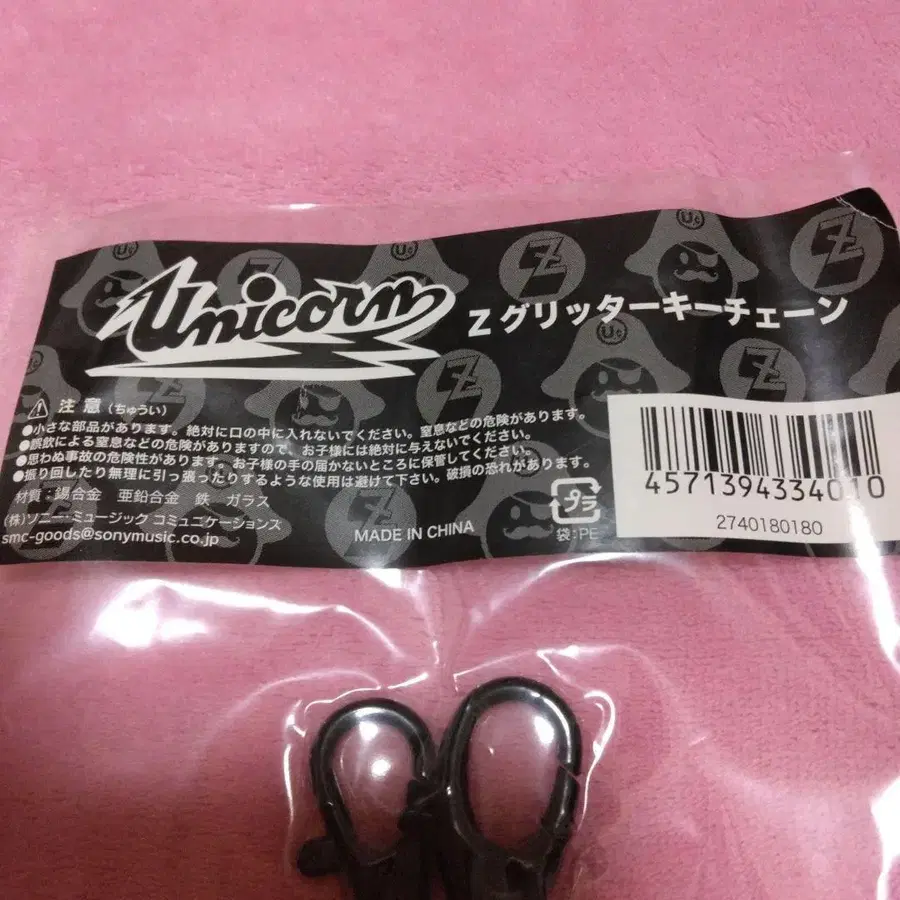 Unicorn
Z グリッターキーチェーン
注 意 (ちゅうい)
●小さな部品があります。絶対に口の中に入れないでください。窒息などの危険があります。
●誤飲による窒息などの危険がありますので、お子様には絶対に与えないでください。
●思わぬ事故の危険性があります。お子様の手の届かないところに保管してください。
●振り回したり無理に引っ張ったりするような使用は避けて下さい。破損の恐れがあります。
材質:錫合金 亜鉛合金 鉄 ガラス
(株)ソニー・ミュージック コミュニケーションズ
smc-goods@sonymusic.co.jp
MADE IN CHINA
プラ
袋:PE
4571394334010
2740180180
Uc
Z
Uc
Z
Uc
Z
Z
Z